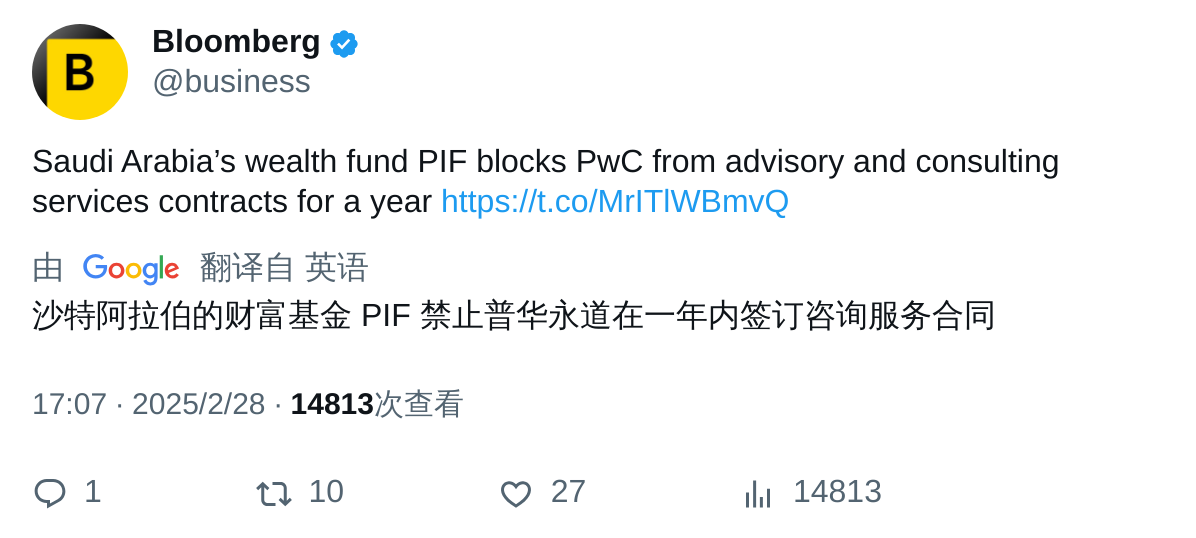 B
Bloomberg
@business
Saudi Arabia’s wealth fund PIF blocks PwC from advisory and consulting
services contracts for a year https://t.co/MrITlWBmvQ
由 Google 翻译自 英语
沙特阿拉伯的财富基金 PIF 禁止普华永道在一年内签订咨询服务合同
17:07 · 2025/2/28 · 14813次查看
1 10 27 14813